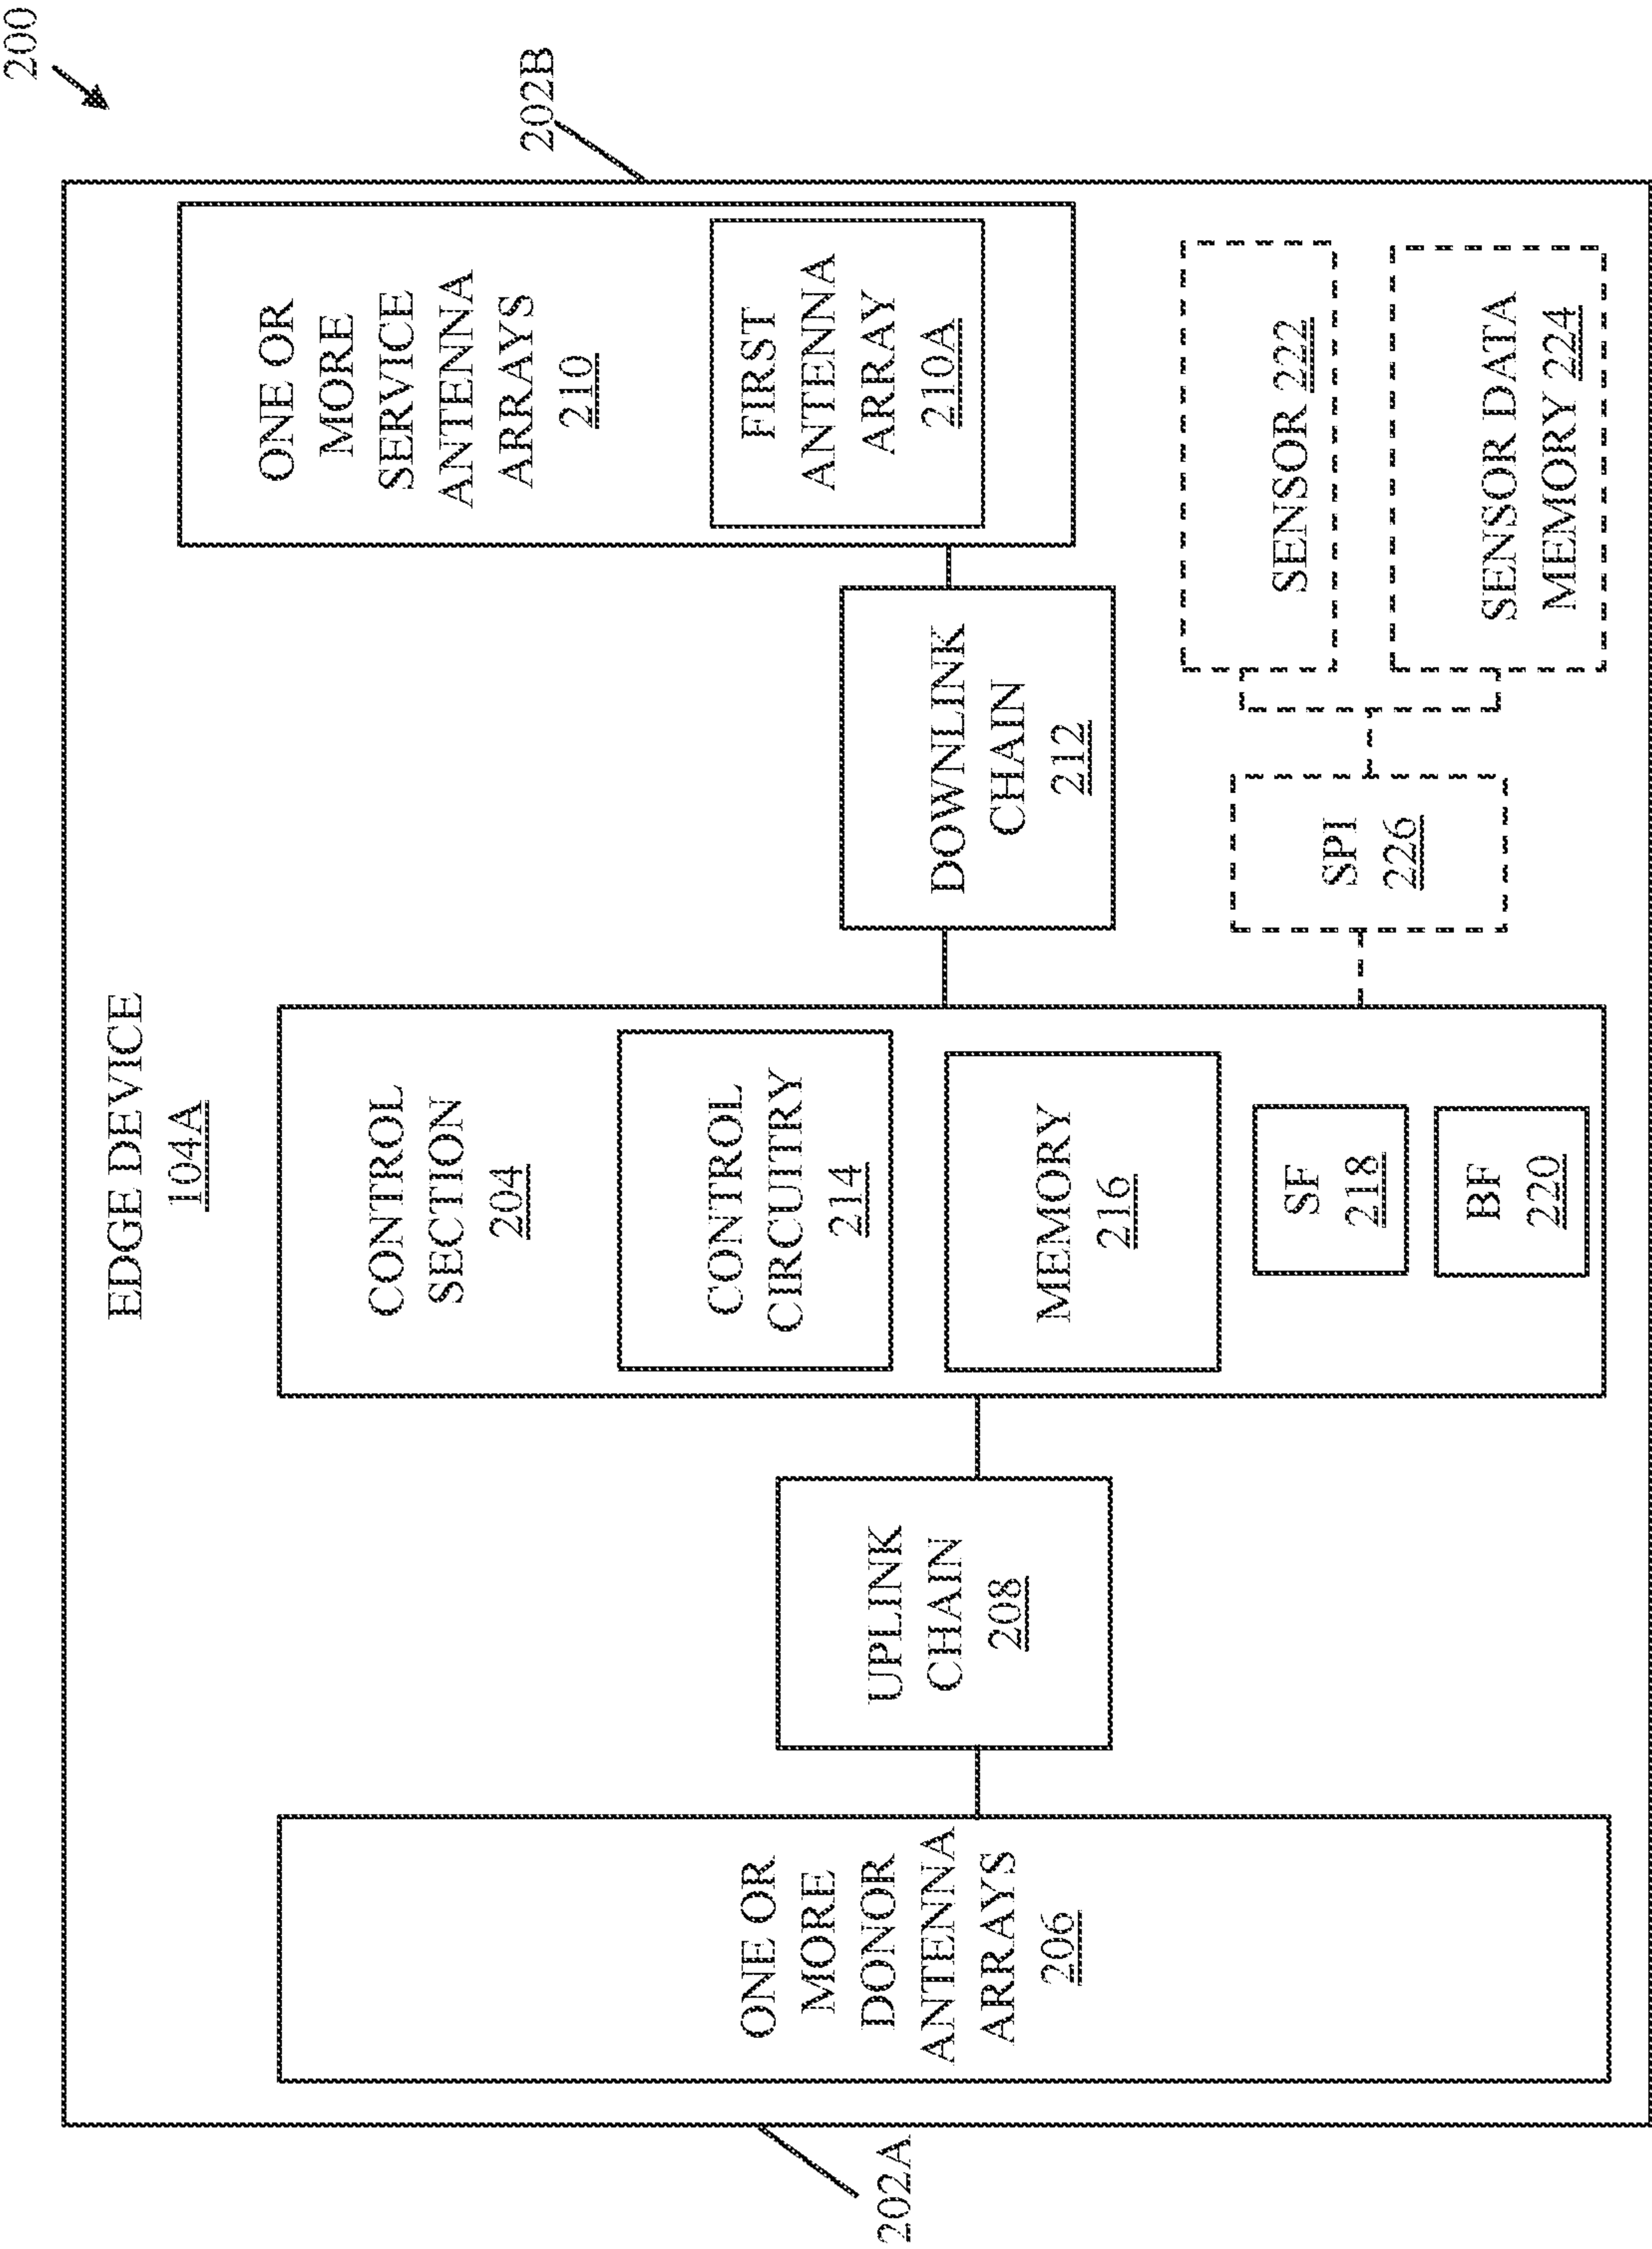 200
EDGE DEVICE
104A
202A
202B
ONE OR
MORE
DONOR
ANTENNA
ARRAYS
206
UPLINK
CHAIN
208
CONTROL
SECTION
204
CONTROL
CIRCUITRY
214
MEMORY
216
SF
218
BF
220
DOWNLINK
CHAIN
212
ONE OR
MORE
SERVICE
ANTENNA
ARRAYS
210
FIRST
ANTENNA
ARRAY
210A
SPI
226
SENSOR 222
SENSOR DATA
MEMORY 224